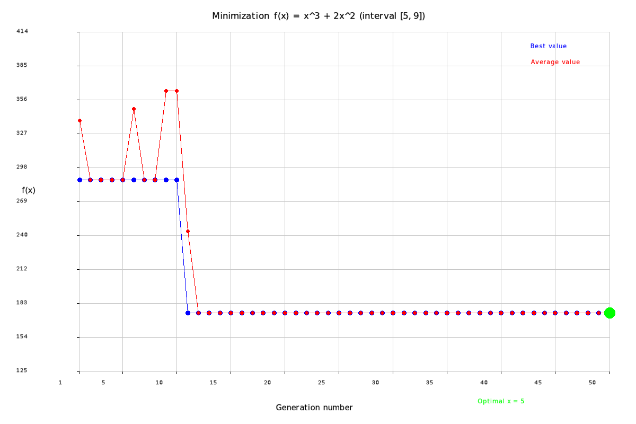 Minimization f(x) = x^3 + 2x^2 (interval [5, 9])
414
Best value
385
Average value
356
327
298
f(x)
269
240
212
183
154
125
1 5 10 15 20 25 30 35 40 45 50
Optimal x = 5
Generation number